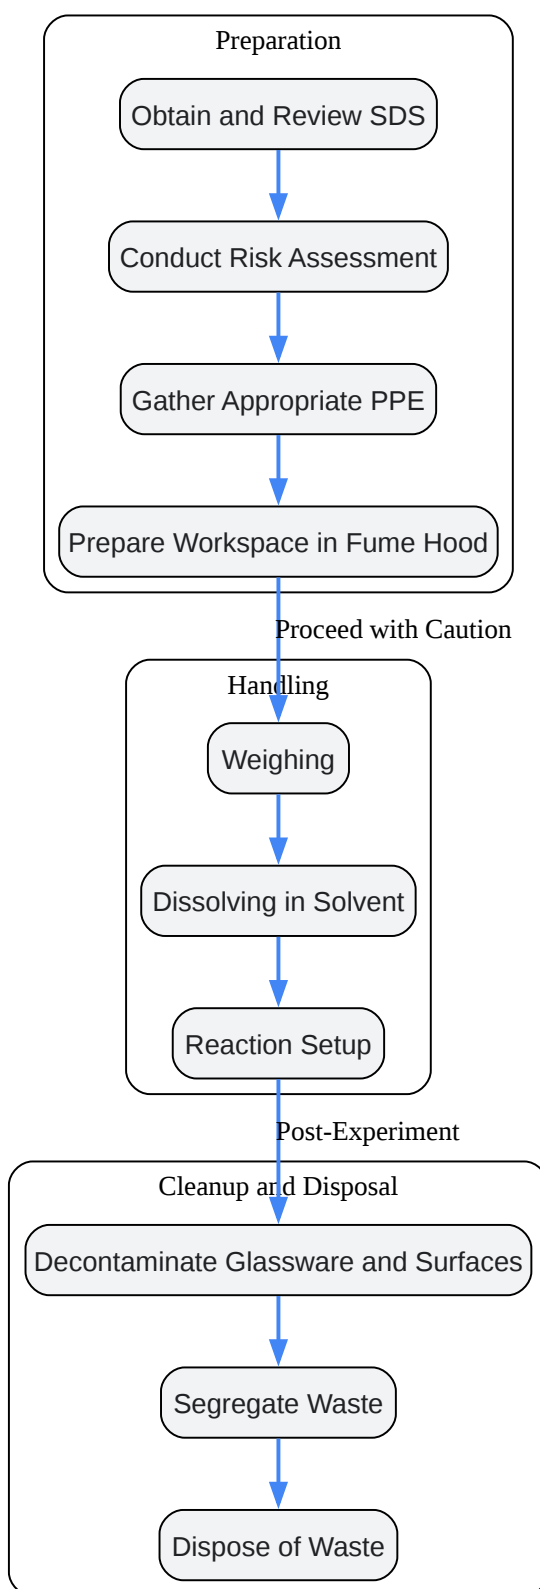 Preparation
Obtain and Review SDS
Conduct Risk Assessment
Gather Appropriate PPE
Prepare Workspace in Fume Hood
Proceed with Caution
Handling
Weighing
Dissolving in Solvent
Reaction Setup
Post-Experiment
Cleanup and Disposal
Decontaminate Glassware and Surfaces
Segregate Waste
Dispose of Waste